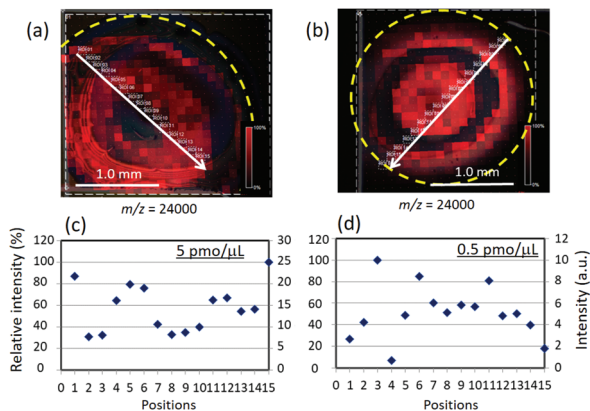 (a)
(b)
100%
0%
1.0 mm
100%
0%
1.0 mm
m/z = 24000
m/z = 24000
(c)
(d)
5 pmo/µL
0.5 pmo/µL
Relative intensity (%)
120
100
80
60
40
20
0
30
25
20
15
10
5
0
0 1 2 3 4 5 6 7 8 9 10 11 12 13 14 15
Positions
120
100
80
60
40
20
0
12
10
8
6
4
2
0
Intensity (a.u.)
0 1 2 3 4 5 6 7 8 9 10 11 12 13 14 15
Positions